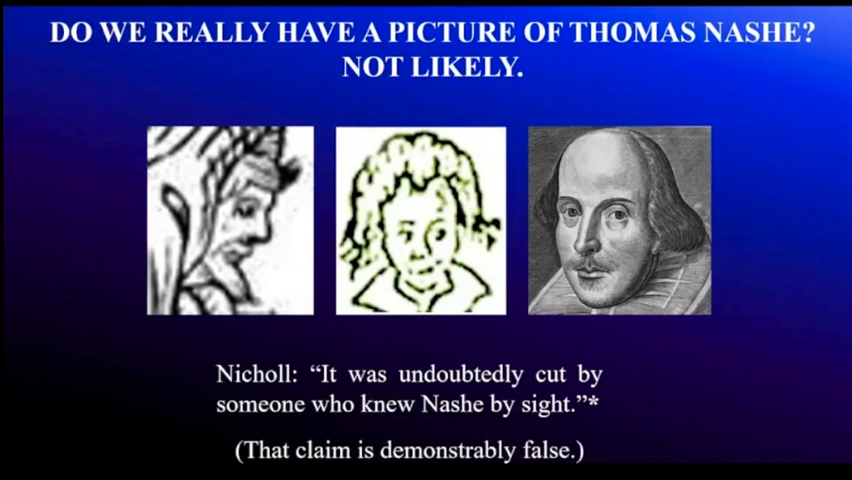 DO WE REALLY HAVE A PICTURE OF THOMAS NASHE?
NOT LIKELY.
Nicholl: “It was undoubtedly cut by
someone who knew Nashe by sight.”*
(That claim is demonstrably false.)